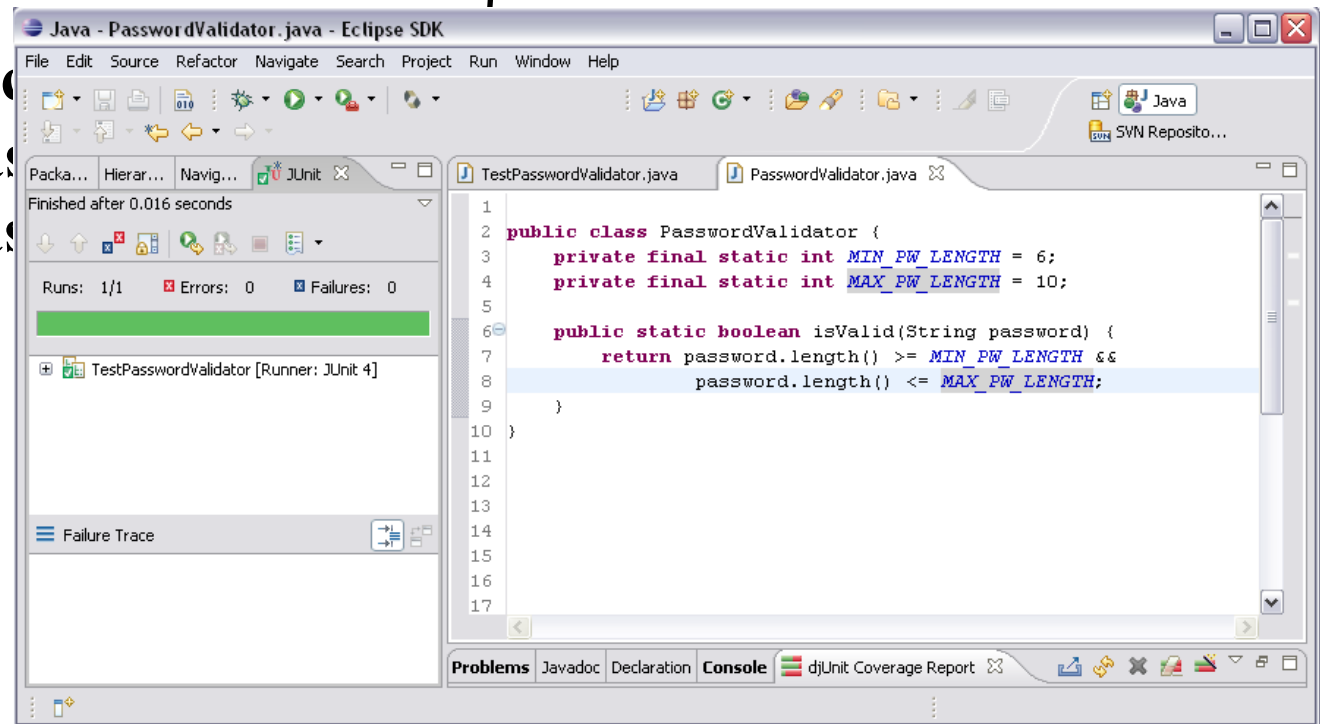 Java - PasswordValidator.java - Eclipse SDK
File Edit Source Refactor Navigate Search Project Run Window Help
Java
SVN Reposito...
Packa... Hierar... Navig... JUnit
TestPasswordValidator.java PasswordValidator.java
Finished after 0.016 seconds
Runs: 1/1 Errors: 0 Failures: 0
TestPasswordValidator [Runner: JUnit 4]
Failure Trace
1
2 public class PasswordValidator {
3 private final static int MIN_PW_LENGTH = 6;
4 private final static int MAX_PW_LENGTH = 10;
5
6 public static boolean isValid(String password) {
7 return password.length() >= MIN_PW_LENGTH &&
8 password.length() <= MAX_PW_LENGTH;
9 }
10 }
11
12
13
14
15
16
17
Problems Javadoc Declaration Console djUnit Coverage Report